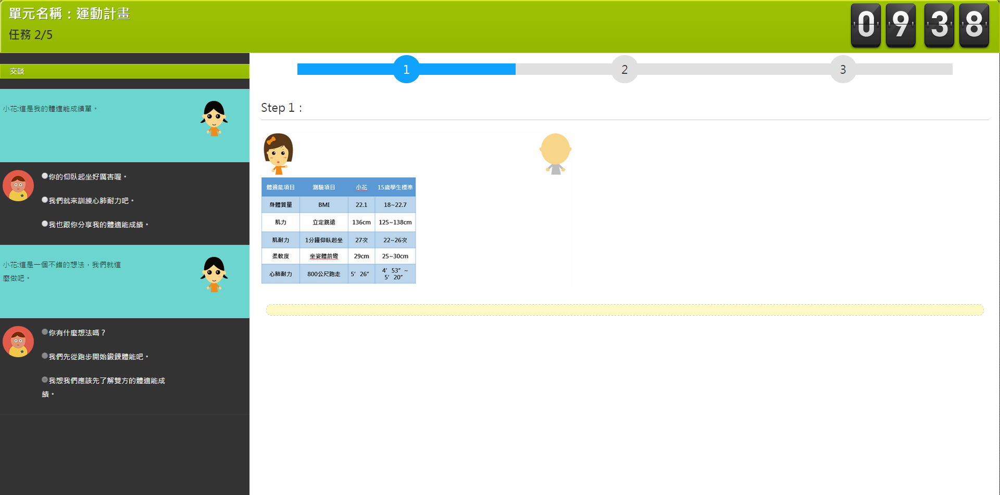 單元名稱：運動計畫
任務 2/5
09 38
交談
小花:這是我的體適能成績單。
你的仰臥起坐好厲害喔。
我們就來訓練心肺耐力吧。
我也跟你分享我的體適能成績。
小花:這是一個不錯的想法，我們就這
麼做吧。
你有什麼想法嗎？
我們先從跑步開始鍛鍊體能吧。
我想我們應該先了解雙方的體適能成
績。
1 2 3
Step 1：
體適能項目 測驗項目 小花 15歲學生標準
身體質量 BMI 22.1 18~22.7
肌力 立定跳遠 136cm 125~138cm
肌耐力 1分鐘仰臥起坐 27次 22~26次
柔軟度 坐姿體前彎 29cm 25~30cm
心肺耐力 800公尺跑走 5’26” 4’53”~
5’20”